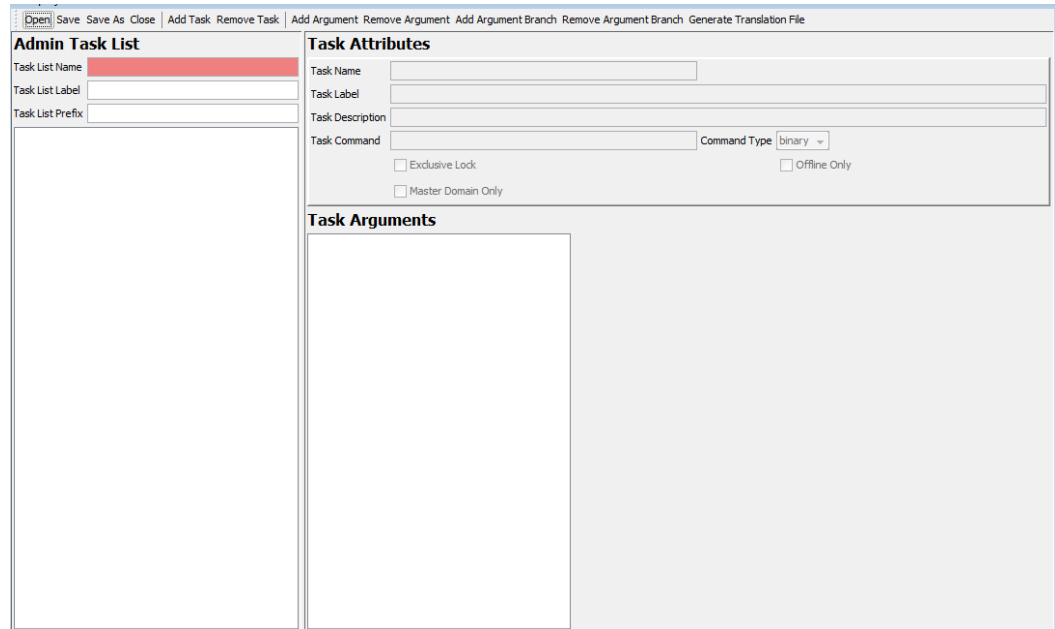 Open Save Save As Close Add Task Remove Task Add Argument Remove Argument Add Argument Branch Remove Argument Branch Generate Translation File
Admin Task List
Task List Name
Task List Label
Task List Prefix
Task Attributes
Task Name
Task Label
Task Description
Task Command Command Type binary
Exclusive Lock Offline Only
Master Domain Only
Task Arguments